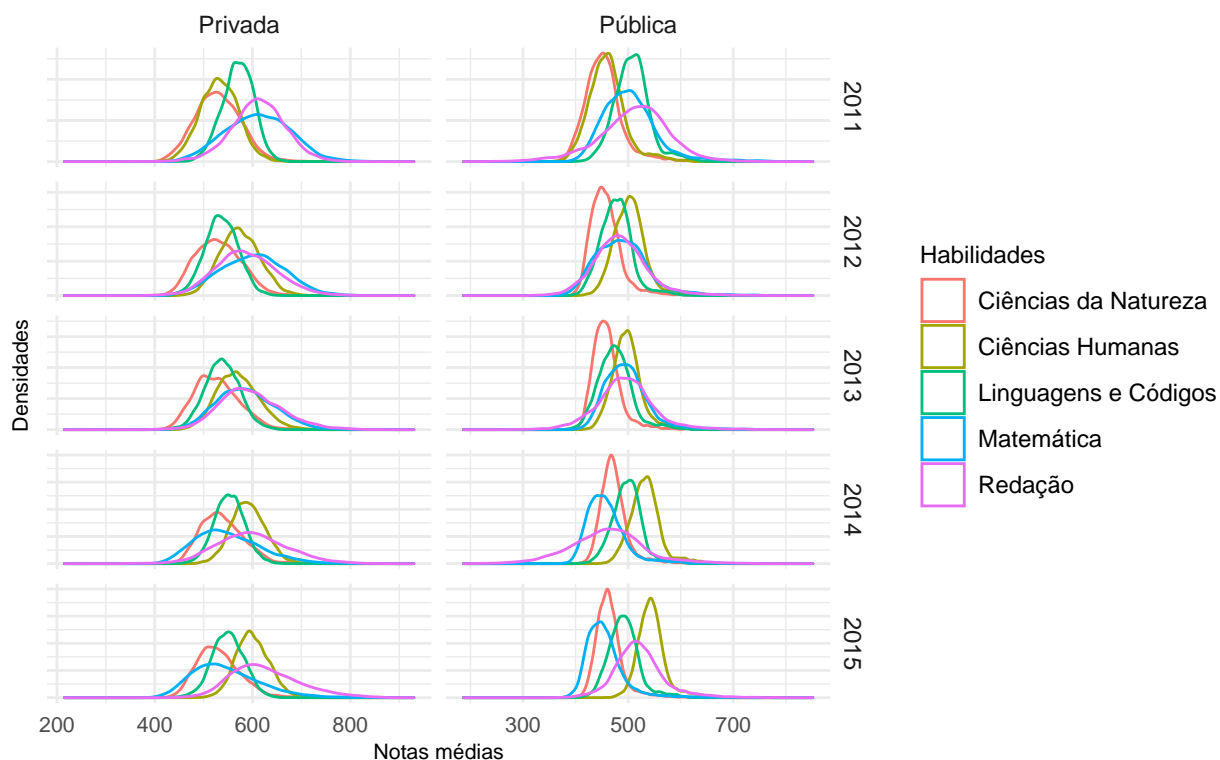 Privada
Pública
2011
2012
2013
2014
2015
Densidades
200
400
600
800
300
500
700
Notas médias
Habilidades
Ciências da Natureza
Ciências Humanas
Linguagens e Códigos
Matemática
Redação